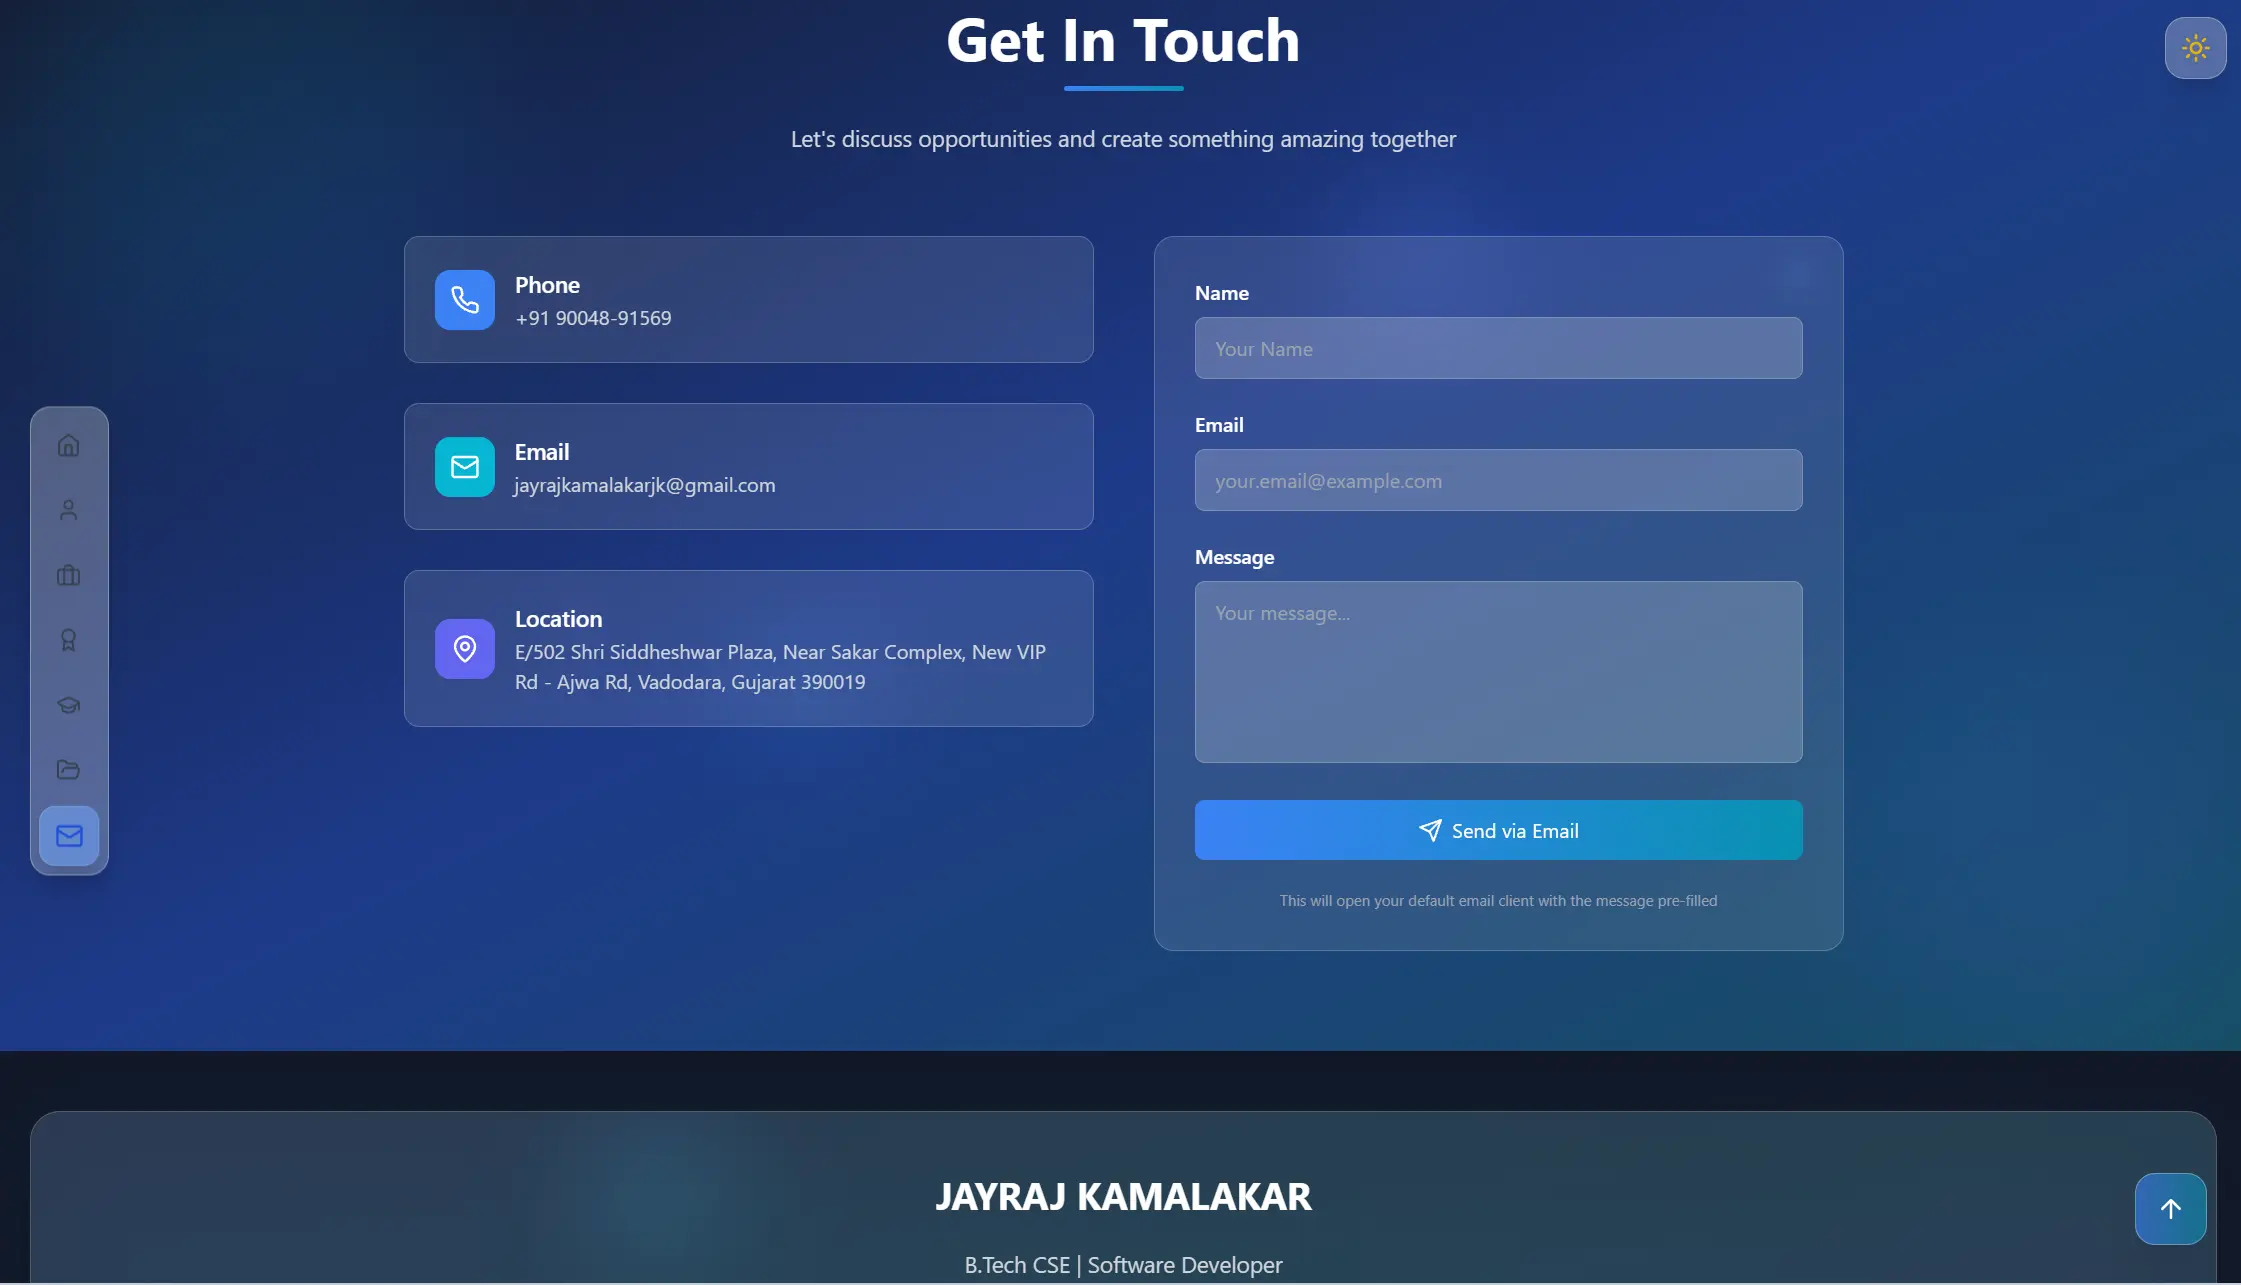 Get In Touch
Let's discuss opportunities and create something amazing together
Phone
+91 90048-91569
Email
jayrajkamalakarjk@gmail.com
Location
E/502 Shri Siddheshwar Plaza, Near Sakar Complex, New VIP
Rd - Ajwa Rd, Vadodara, Gujarat 390019
Name
Your Name
Email
your.email@example.com
Message
Your message...
Send via Email
This will open your default email client with the message pre-filled
JAYRAJ KAMALAKAR
B.Tech CSE | Software Developer